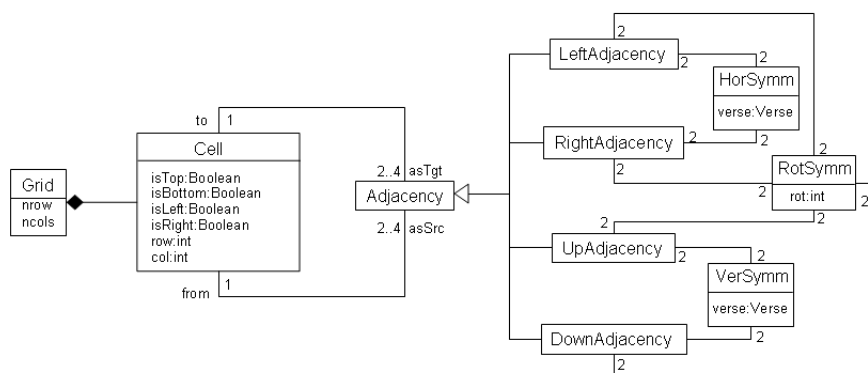 Grid
nrow
ncols
to
1
Cell
isTop:Boolean
isBottom:Boolean
isLeft:Boolean
isRight:Boolean
row:int
col:int
from
1
2..4 asTgt
Adjacency
2..4 asSrc
2
LeftAdjacency
2
2
HorSymm
verse:Verse
2
RightAdjacency
2
2
2
RotSymm
rot:int
2
2
2
2
UpAdjacency
2
2
VerSymm
verse:Verse
2
DownAdjacency
2
2